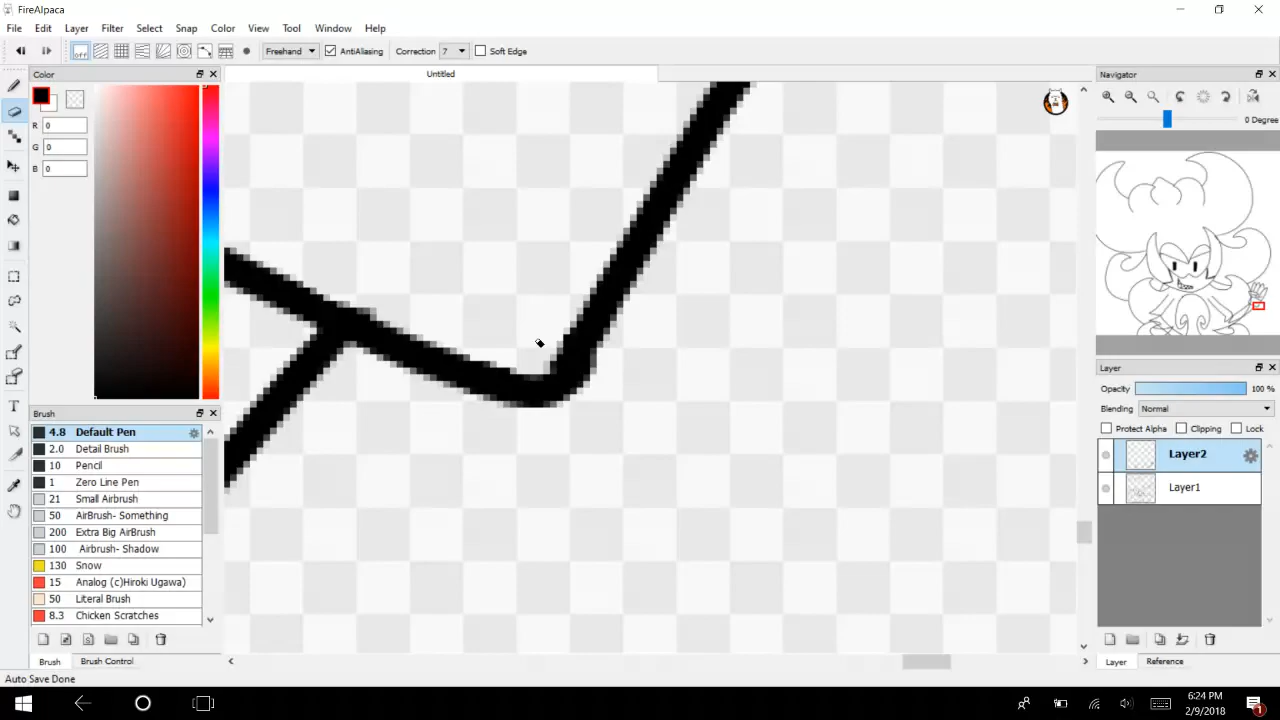 FireAlpaca
File Edit Layer Filter Select Snap Color View Tool Window Help
off Freehand AntiAliasing Correction 7 Soft Edge
Color Untitled Navigator
R 0
G 0
B 0
0 Degree
Brush
4.8 Default Pen
2.0 Detail Brush
10 Pencil
1 Zero Line Pen
21 Small Airbrush
50 AirBrush- Something
200 Extra Big AirBrush
100 Airbrush- Shadow
130 Snow
15 Analog (c)Hiroki Ugawa)
50 Literal Brush
8.3 Chicken Scratches
Brush Brush Control
Auto Save Done
Layer
Opacity 100 %
Blending Normal
Protect Alpha Clipping Lock
Layer2
Layer1
Layer Reference
6:24 PM
2/9/2018
1